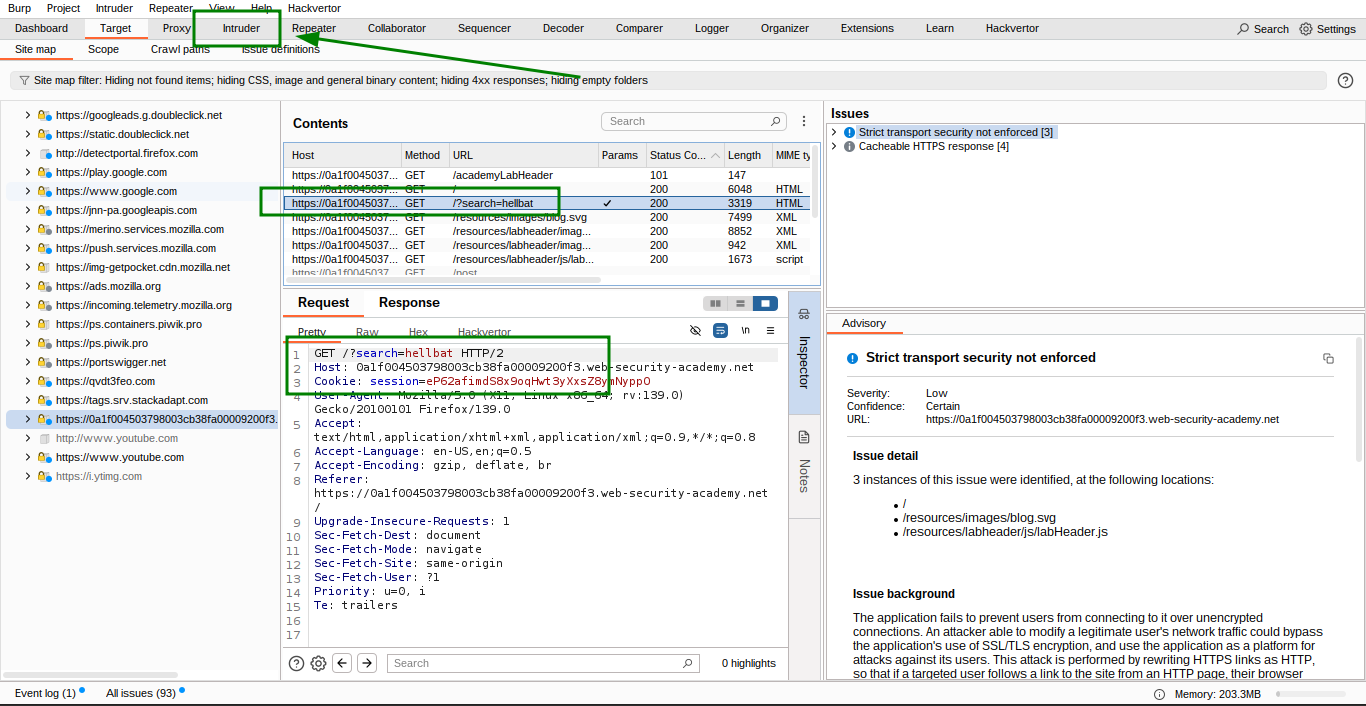 Burp Project Intruder Repeater View Help Hackvertor
Dashboard Target Proxy Intruder Repeater Collaborator Sequencer Decoder Comparer Logger Organizer Extensions Learn Hackvertor Search Settings
Site map Scope Crawl paths Issue definitions
Site map filter: Hiding not found items; hiding CSS, image and general binary content; hiding 4xx responses; hiding empty folders
https://googleads.g.doubleclick.net
https://static.doubleclick.net
http://detectportal.firefox.com
https://play.google.com
https://www.google.com
https://jnn-pa.googleapis.com
https://merino.services.mozilla.com
https://push.services.mozilla.com
https://img-getpocket.cdn.mozilla.net
https://ads.mozilla.org
https://incoming.telemetry.mozilla.org
https://ps.containers.piwik.pro
https://ps.piwik.pro
https://portswigger.net
https://qvdt3feo.com
https://tags.srv.stackadapt.com
https://0a1f004503798003cb38fa00009200f3.
http://www.youtube.com
https://www.youtube.com
https://i.ytimg.com
Contents
Search
Host Method URL Params Status Co... Length MIME ty
https://0a1f0045037... GET /academyLabHeader 101 147
https://0a1f0045037... GET / 200 6048 HTML
https://0a1f0045037... GET /?search=hellbat ✓ 200 3319 HTML
https://0a1f0045037... GET /resources/images/blog.svg 200 7499 XML
https://0a1f0045037... GET /resources/labheader/imag... 200 8852 XML
https://0a1f0045037... GET /resources/labheader/imag... 200 942 XML
https://0a1f0045037... GET /resources/labheader/js/lab... 200 1673 script
https://0a1f0045037... GET /post
Request Response
Pretty Raw Hex Hackvertor
\n
1 GET /?search=hellbat HTTP/2
2 Host: 0a1f004503798003cb38fa00009200f3.web-security-academy.net
3 Cookie: session=eP62afimdS8x9oqHwt3yXxsZ8ymNyppO
4 User-Agent: Mozilla/5.0 (X11; Linux x86_64; rv:139.0)
Gecko/20100101 Firefox/139.0
5 Accept:
text/html,application/xhtml+xml,application/xml;q=0.9,*/*;q=0.8
6 Accept-Language: en-US,en;q=0.5
7 Accept-Encoding: gzip, deflate, br
8 Referer:
https://0a1f004503798003cb38fa00009200f3.web-security-academy.net
/
9 Upgrade-Insecure-Requests: 1
10 Sec-Fetch-Dest: document
11 Sec-Fetch-Mode: navigate
12 Sec-Fetch-Site: same-origin
13 Sec-Fetch-User: ?1
14 Priority: u=0, i
15 Te: trailers
16
17
Search
0 highlights
Inspector
Notes
Issues
Strict transport security not enforced [3]
Cacheable HTTPS response [4]
Advisory
Strict transport security not enforced
Severity: Low
Confidence: Certain
URL: https://0a1f004503798003cb38fa00009200f3.web-security-academy.net
Issue detail
3 instances of this issue were identified, at the following locations:
• /
• /resources/images/blog.svg
• /resources/labheader/js/labHeader.js
Issue background
The application fails to prevent users from connecting to it over unencrypted
connections. An attacker able to modify a legitimate user's network traffic could bypass
the application's use of SSL/TLS encryption, and use the application as a platform for
attacks against its users. This attack is performed by rewriting HTTPS links as HTTP,
so that if a targeted user follows a link to the site from an HTTP page, their browser
Event log (1) All issues (93) Memory: 203.3MB